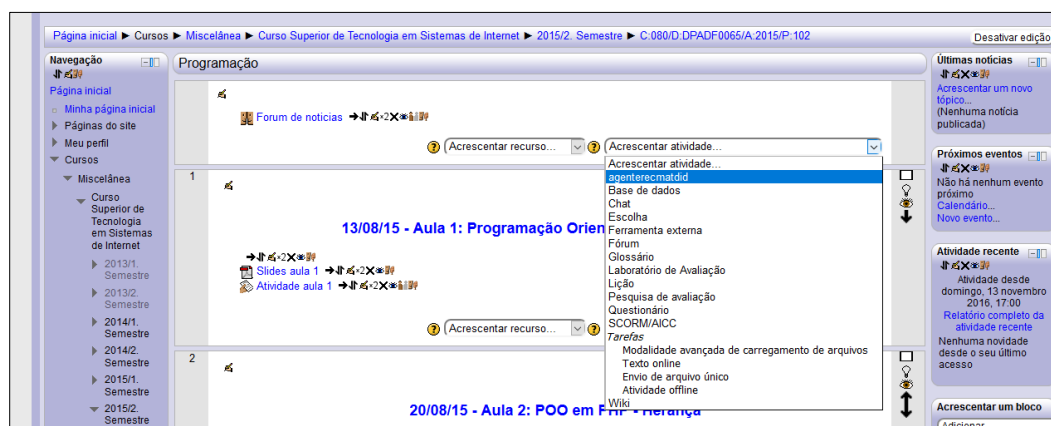 Página inicial ► Cursos ► Miscelânea ► Curso Superior de Tecnologia em Sistemas de Internet ► 2015/2. Semestre ► C:080/D:DPADF0065/A:2015/P:102
Desativar edição
Navegação
Página inicial
Minha página inicial
Páginas do site
Meu perfil
Cursos
Miscelânea
Curso
Superior de
Tecnologia
em Sistemas
de Internet
2013/1.
Semestre
2013/2.
Semestre
2014/1.
Semestre
2014/2.
Semestre
2015/1.
Semestre
2015/2.
Semestre
Programação
Forum de noticias
Acrescentar recurso...
Acrescentar atividade...
Acrescentar atividade...
agenterecmatdid
Base de dados
Chat
Escolha
Ferramenta externa
Fórum
Glossário
Laboratório de Avaliação
Lição
Pesquisa de avaliação
Questionário
SCORM/AICC
Tarefas
Modalidade avançada de carregamento de arquivos
Texto online
Envio de arquivo único
Atividade offline
Wiki
1
13/08/15 - Aula 1: Programação Orien
Slides aula 1
Atividade aula 1
Acrescentar recurso...
2
20/08/15 - Aula 2: POO em PHP - Herança
Últimas notícias
Acrescentar um novo
tópico...
(Nenhuma notícia
publicada)
Próximos eventos
Não há nenhum evento
próximo
Calendário...
Novo evento...
Atividade recente
Atividade desde
domingo, 13 novembro
2016, 17:00
Relatório completo da
atividade recente
Nenhuma novidade
desde o seu último
acesso
Acrescentar um bloco
Adicionar